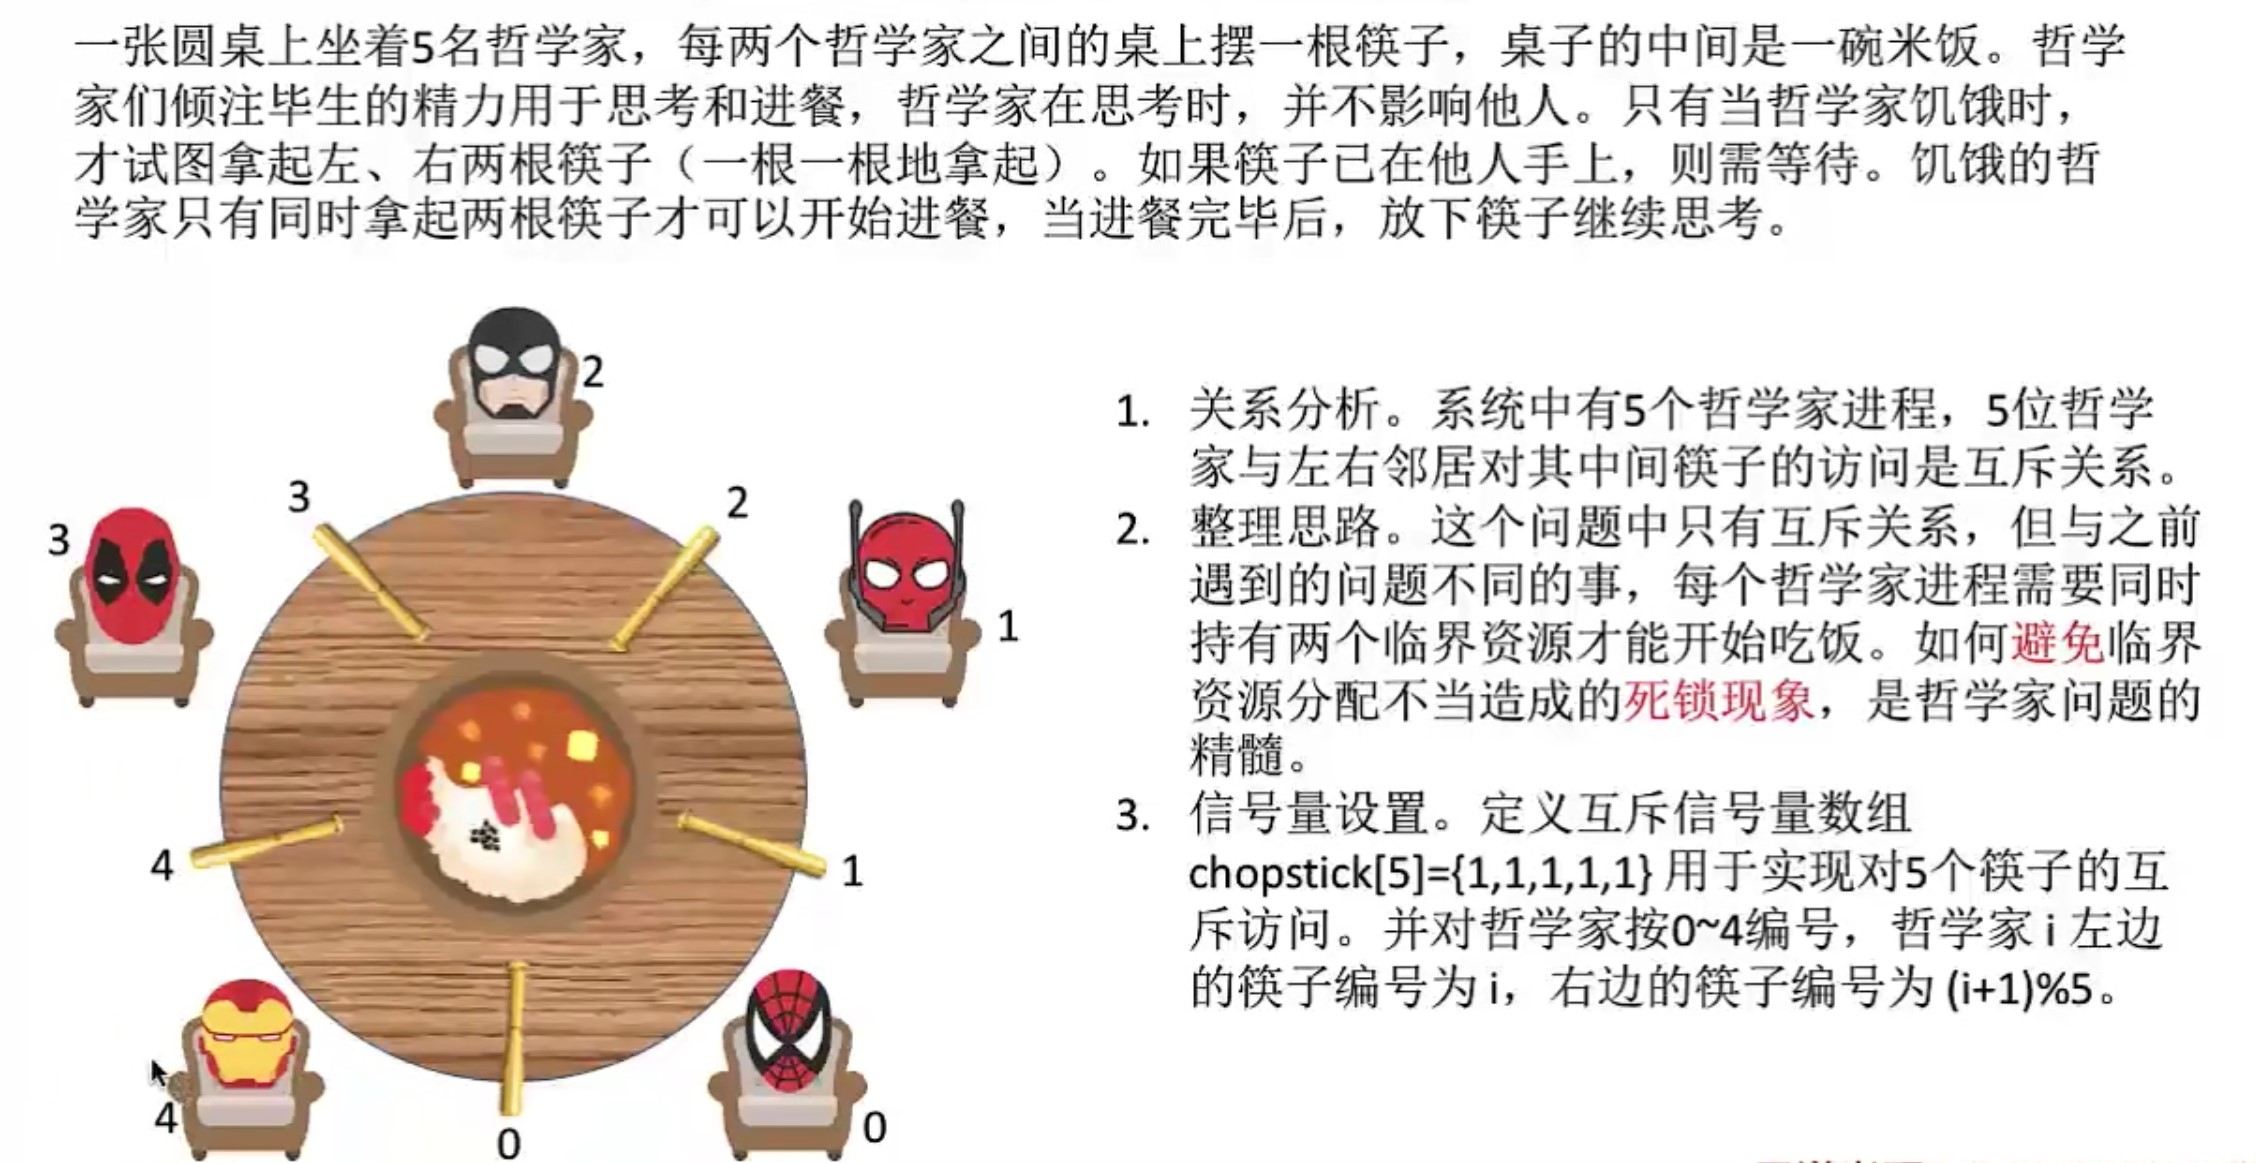 一张圆桌上坐着5名哲学家，每两个哲学家之间的桌上摆一根筷子，桌子的中间是一碗米饭。哲学
家们倾注毕生的精力用于思考和进餐，哲学家在思考时，并不影响他人。只有当哲学家饥饿时，
才试图拿起左、右两根筷子（一根一根地拿起）。如果筷子已在他人手上，则需等待。饥饿的哲
学家只有同时拿起两根筷子才可以开始进餐，当进餐完毕后，放下筷子继续思考。
2
3
2
3
1
4
1
4
0
0
1. 关系分析。系统中有5个哲学家进程，5位哲学
家与左右邻居对其中间筷子的访问是互斥关系。
2. 整理思路。这个问题中只有互斥关系，但与之前
遇到的问题不同的事，每个哲学家进程需要同时
持有两个临界资源才能开始吃饭。如何避免临界
资源分配不当造成的死锁现象，是哲学家问题的
精髓。
3. 信号量设置。定义互斥信号量数组
chopstick[5]={1,1,1,1,1} 用于实现对5个筷子的互
斥访问。并对哲学家按0~4编号，哲学家 i 左边
的筷子编号为 i，右边的筷子编号为 (i+1)%5。